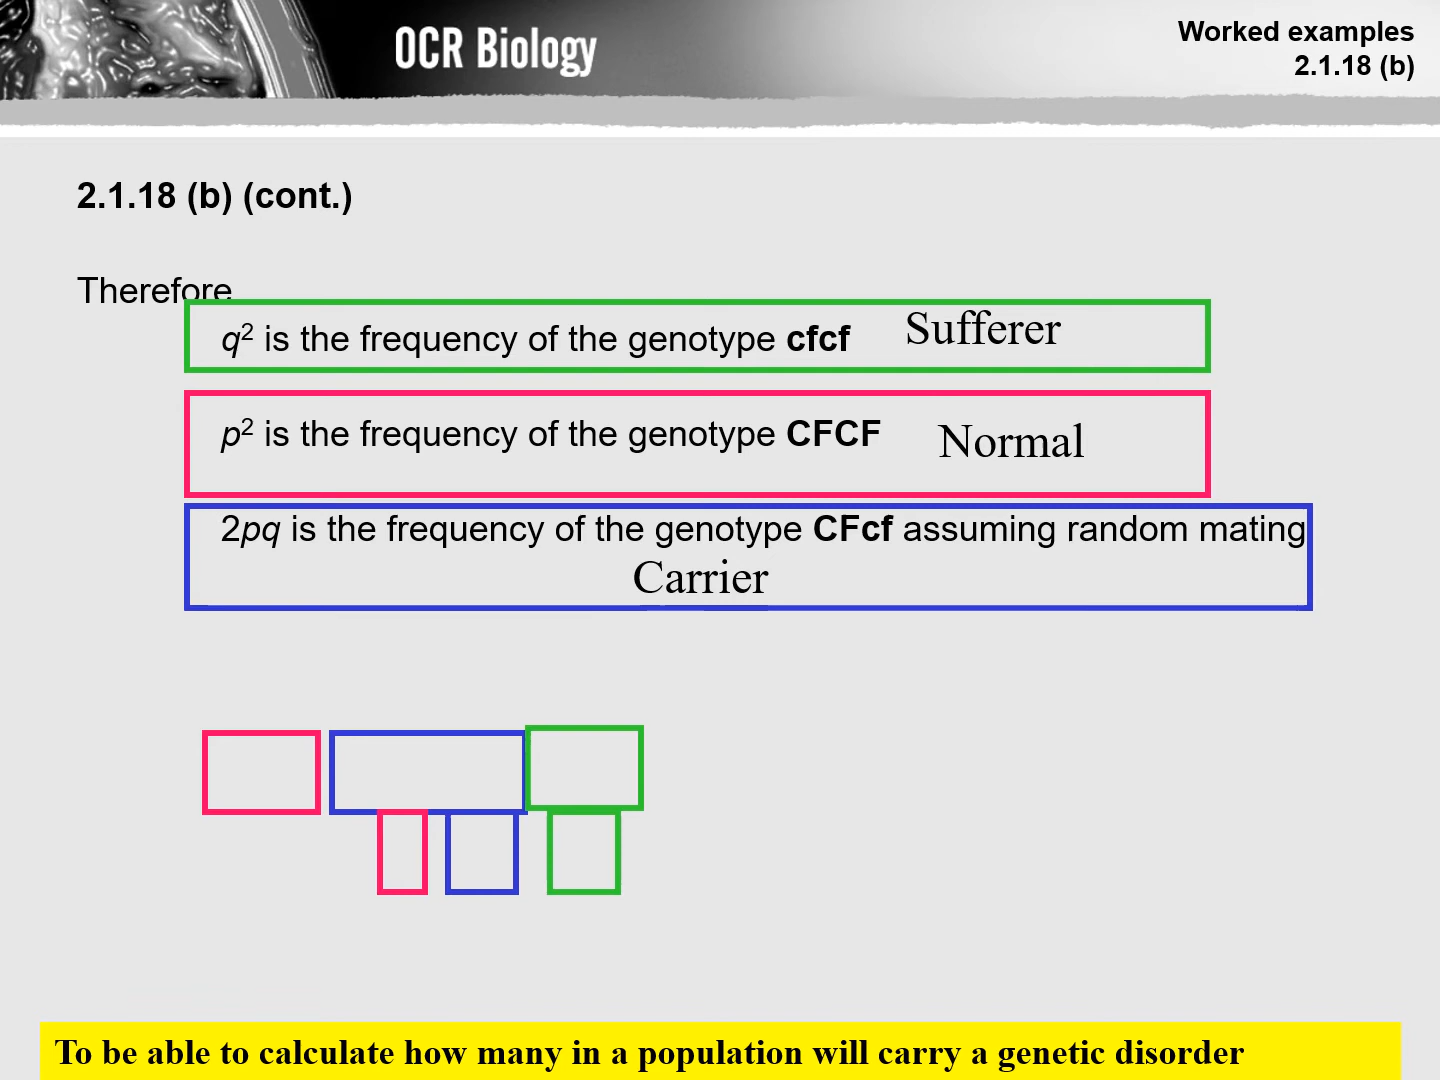 OCR Biology
Worked examples
2.1.18 (b)
2.1.18 (b) (cont.)
Therefore
q² is the frequency of the genotype cfcf Sufferer
p² is the frequency of the genotype CFCF Normal
2pq is the frequency of the genotype CFcf assuming random mating
Carrier
To be able to calculate how many in a population will carry a genetic disorder